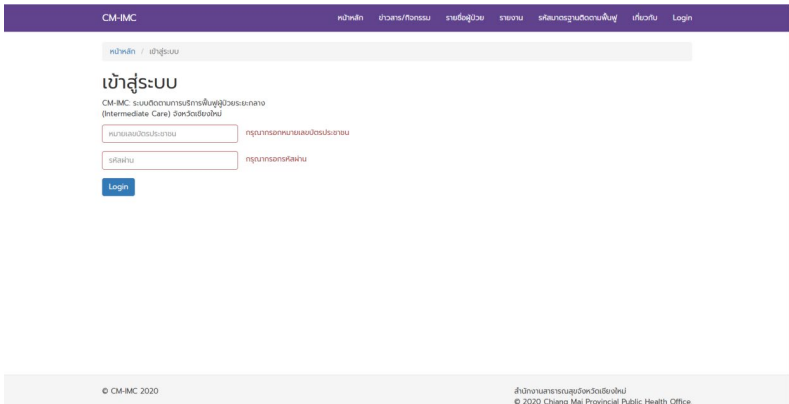 CM-IMC หน้าหลัก ข่าวสาร/กิจกรรม รายชื่อผู้ป่วย รายงาน รหัสมาตรฐานติดตามฟื้นฟู เกี่ยวกับ Login
หน้าหลัก / เข้าสู่ระบบ
เข้าสู่ระบบ
CM-IMC: ระบบติดตามการบริการฟื้นฟูผู้ป่วยระยะกลาง
(Intermediate Care) จังหวัดเชียงใหม่
หมายเลขบัตรประชาชน กรุณากรอกหมายเลขบัตรประชาชน
รหัสผ่าน กรุณากรอกรหัสผ่าน
Login
© CM-IMC 2020 สำนักงานสาธารณสุขจังหวัดเชียงใหม่
© 2020 Chiang Mai Provincial Public Health Office